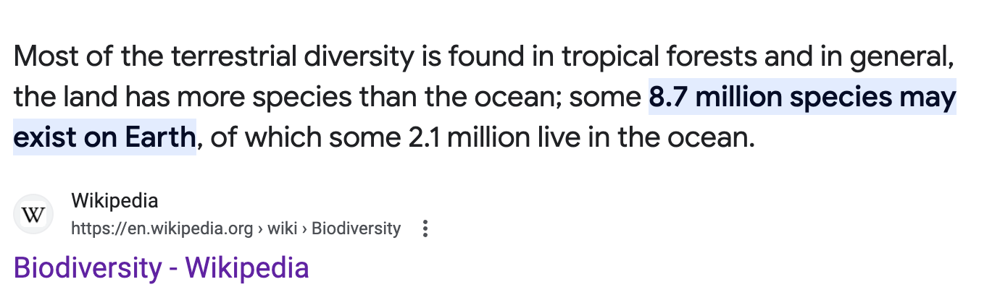 Most of the terrestrial diversity is found in tropical forests and in general,
the land has more species than the ocean; some 8.7 million species may
exist on Earth, of which some 2.1 million live in the ocean.
W
Wikipedia
https://en.wikipedia.org › wiki › Biodiversity
Biodiversity - Wikipedia